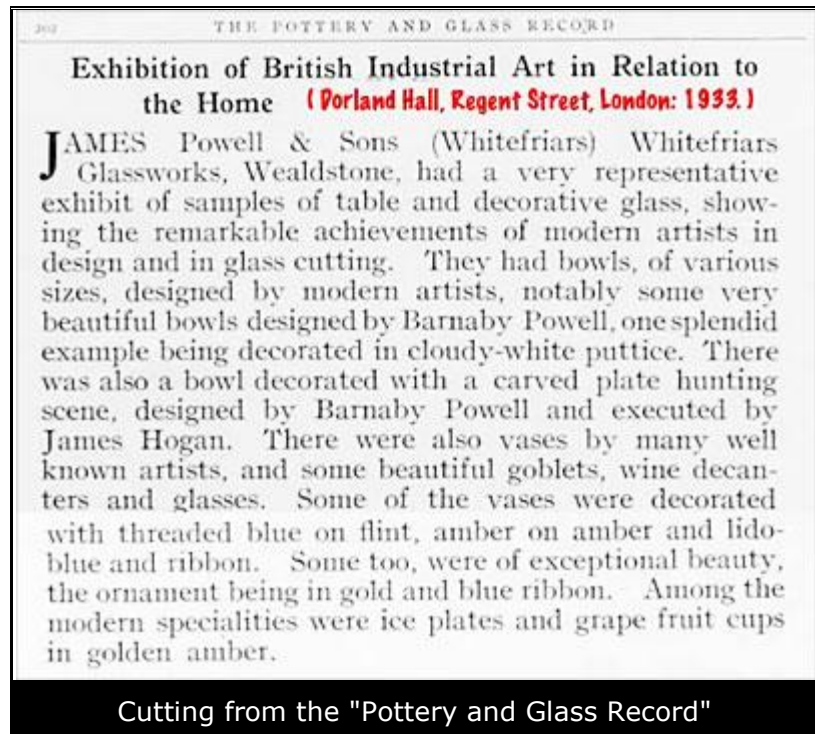 202 THE POTTERY AND GLASS RECORD
Exhibition of British Industrial Art in Relation to
the Home (Dorland Hall, Regent Street, London: 1933.)
JAMES Powell & Sons (Whitefriars) Whitefriars
Glassworks, Wealdstone, had a very representative
exhibit of samples of table and decorative glass, show-
ing the remarkable achievements of modern artists in
design and in glass cutting. They had bowls, of various
sizes, designed by modern artists, notably some very
beautiful bowls designed by Barnaby Powell, one splendid
example being decorated in cloudy-white puttice. There
was also a bowl decorated with a carved plate hunting
scene, designed by Barnaby Powell and executed by
James Hogan. There were also vases by many well
known artists, and some beautiful goblets, wine decan-
ters and glasses. Some of the vases were decorated
with threaded blue on flint, amber on amber and lido-
blue and ribbon. Some too, were of exceptional beauty,
the ornament being in gold and blue ribbon. Among the
modern specialities were ice plates and grape fruit cups
in golden amber.
Cutting from the "Pottery and Glass Record"